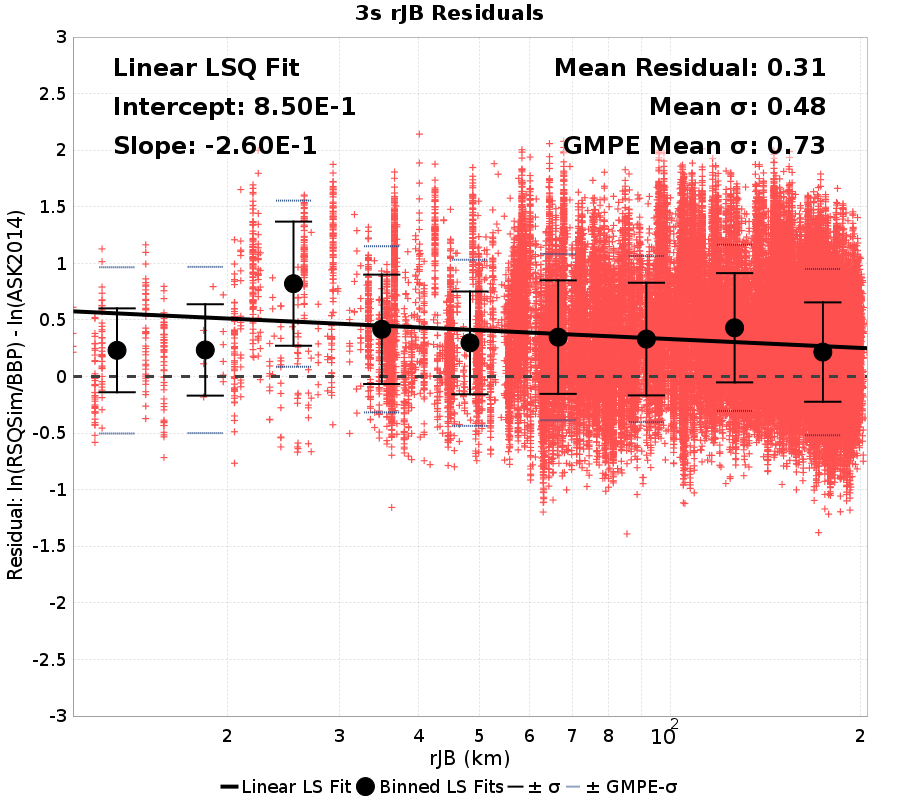 3s rJB Residuals
Linear LSQ Fit
Intercept: 8.50E-1
Slope: -2.60E-1
Mean Residual: 0.31
Mean σ: 0.48
GMPE Mean σ: 0.73
Residual: ln(RSQSim/BBP) - ln(ASK2014)
3
2.5
2
1.5
1
0.5
0
-0.5
-1
-1.5
-2
-2.5
-3
2 3 4 5 6 7 8 10² 2
rJB (km)
Linear LS Fit Binned LS Fits ± σ ± GMPE-σ